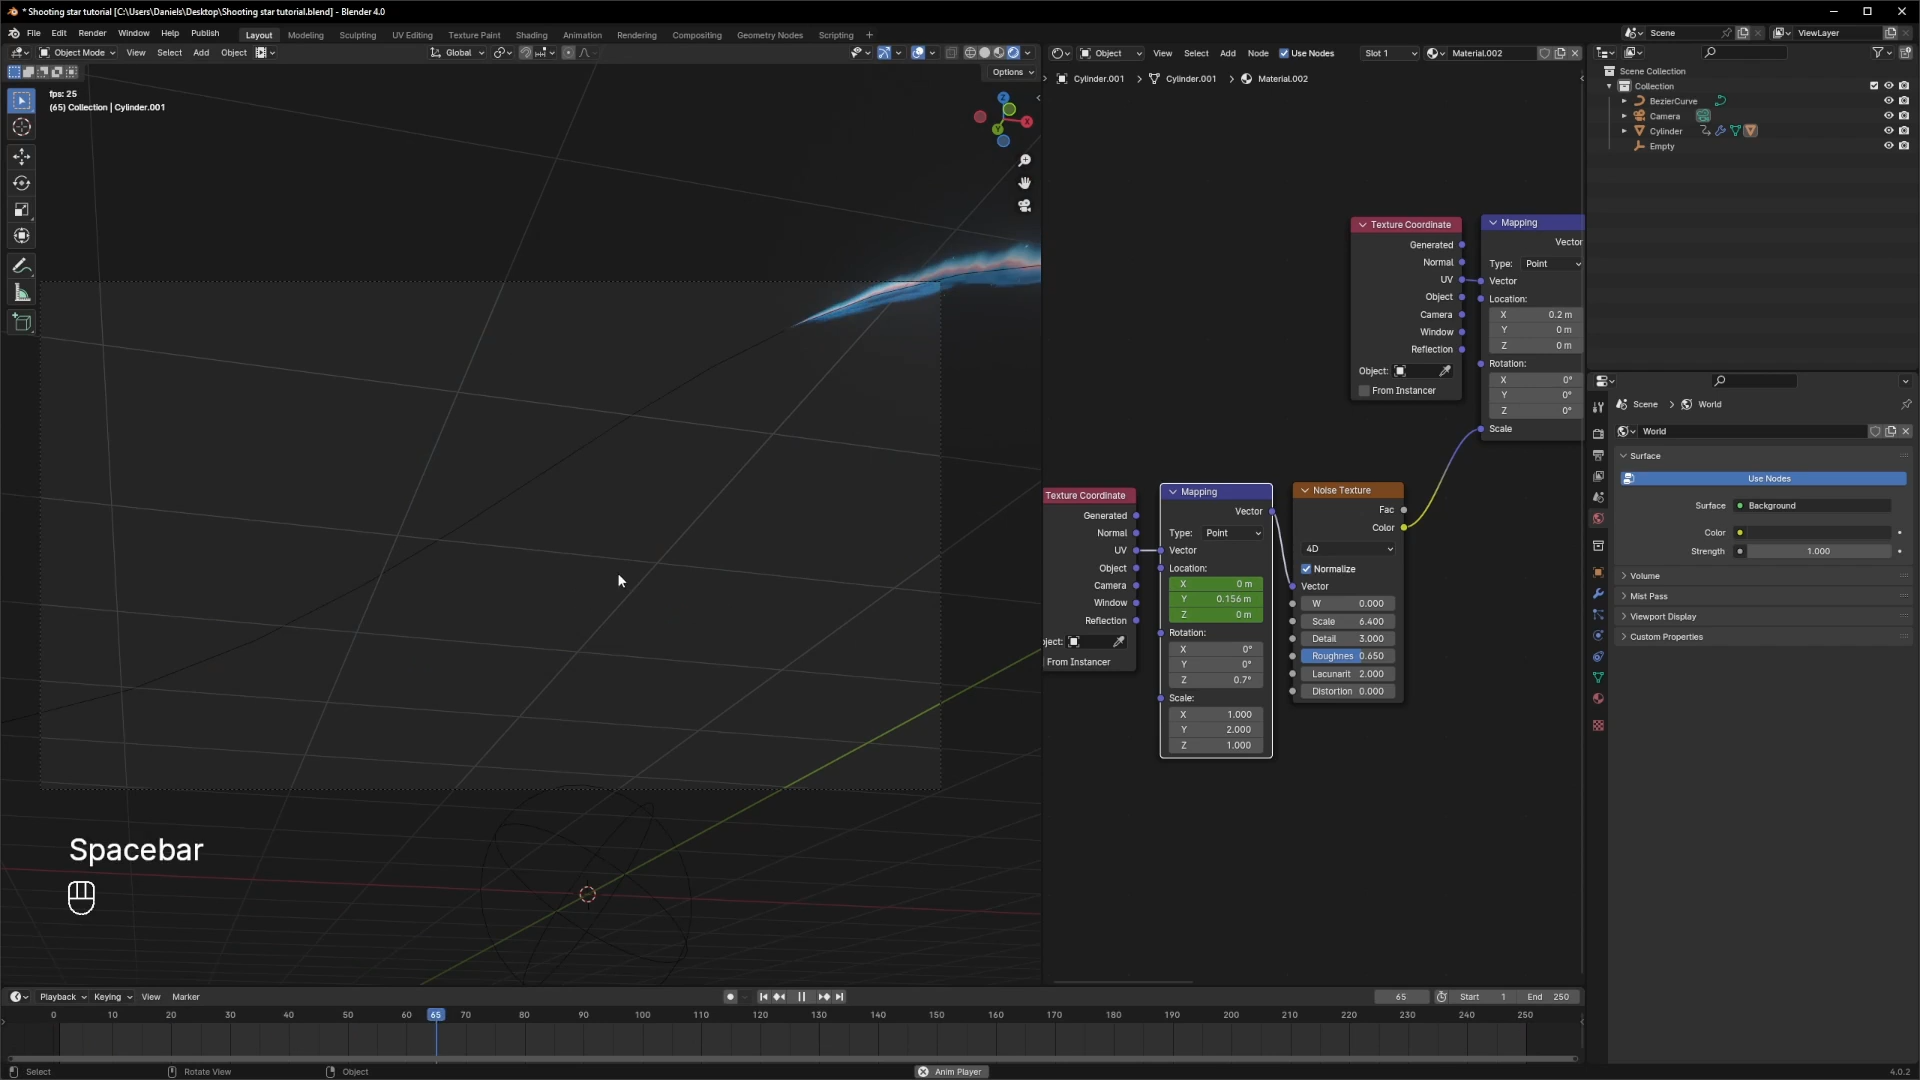 * Shooting star tutorial [C:\Users\Daniels\Desktop\Shooting star tutorial.blend] - Blender 4.0
File Edit Render Window Help Publish Layout Modeling Sculpting UV Editing Texture Paint Shading Animation Rendering Compositing Geometry Nodes Scripting + Scene ViewLayer
Object Mode View Select Add Object Global Object View Select Add Node Use Nodes Slot 1 Material.002
Options
Cylinder.001 > Cylinder.001 > Material.002
fps: 25
(65) Collection | Cylinder.001
Z
X
Y
Scene Collection
Collection
BezierCurve
Camera
Cylinder
Empty
Texture Coordinate
Generated
Normal
UV
Object
Camera
Window
Reflection
Object:
From Instancer
Mapping
Vector
Type: Point
Vector
Location:
X 0.2 m
Y 0 m
Z 0 m
Rotation:
X 0°
Y 0°
Z 0°
Scale
Texture Coordinate
Generated
Normal
UV
Object
Camera
Window
Reflection
bject:
From Instancer
Mapping
Vector
Type: Point
Vector
Location:
X 0 m
Y 0.156 m
Z 0 m
Rotation:
X 0°
Y 0°
Z 0.7°
Scale:
X 1.000
Y 2.000
Z 1.000
Noise Texture
Fac
Color
4D
Normalize
Vector
W 0.000
Scale 6.400
Detail 3.000
Roughnes 0.650
Lacunarit 2.000
Distortion 0.000
Scene > World
World
Surface
Use Nodes
Surface Background
Color
Strength 1.000
Volume
Mist Pass
Viewport Display
Custom Properties
Spacebar
Playback Keying View Marker 65 Start 1 End 250
0 10 20 30 40 50 60 65 70 80 90 100 110 120 130 140 150 160 170 180 190 200 210 220 230 240 250
Select Rotate View Object Anim Player 4.0.2